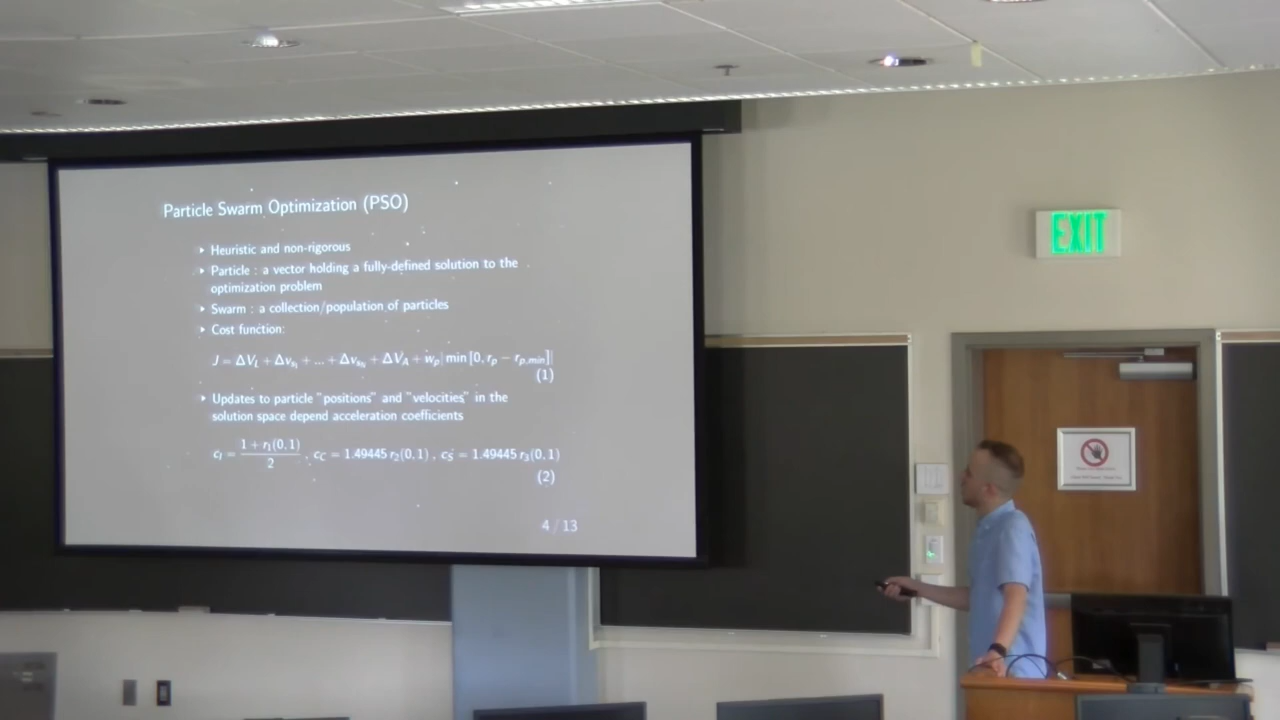 Particle Swarm Optimization (PSO)
‣ Heuristic and non-rigorous
‣ Particle : a vector holding a fully-defined solution to the
optimization problem
‣ Swarm : a collection/population of particles
‣ Cost function:
J = ΔV_L + Δv_{s_1} + ... + Δv_{s_N} + ΔV_A + w_p| min [0, r_p − r_{p,min}]|
(1)
‣ Updates to particle "positions" and "velocities" in the
solution space depend acceleration coefficients
c_I = \frac{1 + r_1(0,1)}{2} , c_C = 1.49445 r_2(0,1) , c_S = 1.49445 r_3(0,1)
(2)
4 / 13
EXIT